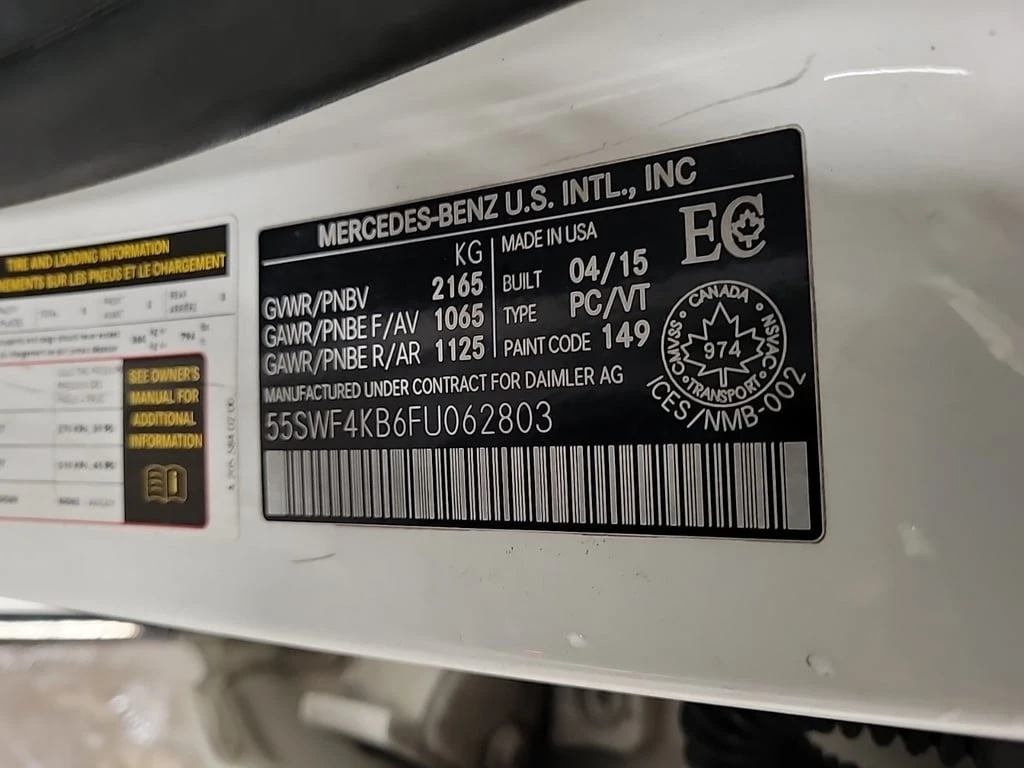 MERCEDES-BENZ U.S. INTL., INC
KG
GVWR/PNBV 2165
GAWR/PNBE F/AV 1065
GAWR/PNBE R/AR 1125
MADE IN USA
BUILT 04/15
TYPE PC/VT
PAINT CODE 149
EC
CANADA
CMVSS
NSVAC
974
TRANSPORT
ICES/NMB-002
MANUFACTURED UNDER CONTRACT FOR DAIMLER AG
55SWF4KB6FU062803
TIRE AND LOADING INFORMATION
NEMENTS SUR LES PNEUS ET LE CHARGEMENT
SEE OWNER'S
MANUAL FOR
ADDITIONAL
INFORMATION